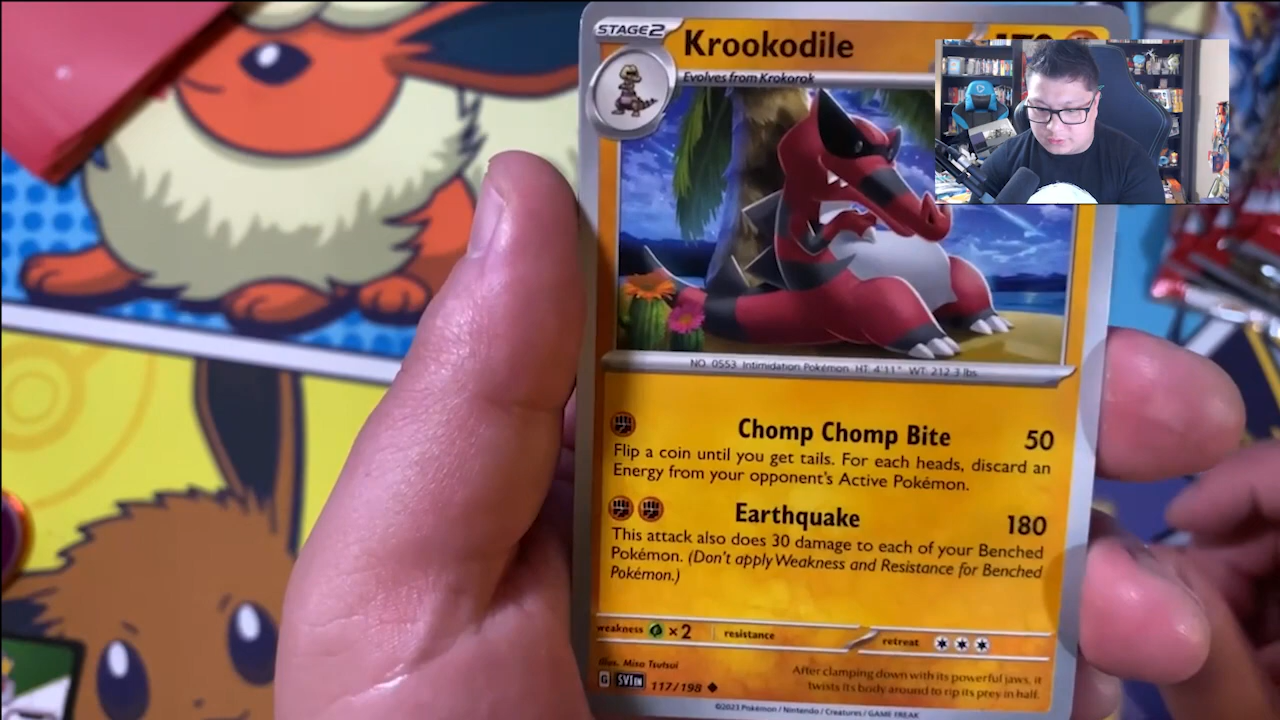 STAGE2
Krookodile
Evolves from Krokorok
NO. 0553 Intimidation Pokémon HT: 4'11" WT: 212.3 lbs
Chomp Chomp Bite 50
Flip a coin until you get tails. For each heads, discard an
Energy from your opponent's Active Pokémon.
Earthquake 180
This attack also does 30 damage to each of your Benched
Pokémon. (Don't apply Weakness and Resistance for Benched
Pokémon.)
weakness ×2 resistance retreat
Illus. Misa Tsutsui
G SVI EN 117/198
After clamping down with its powerful jaws, it
twists its body around to rip its prey in half.
©2023 Pokémon / Nintendo / Creatures / GAME FREAK